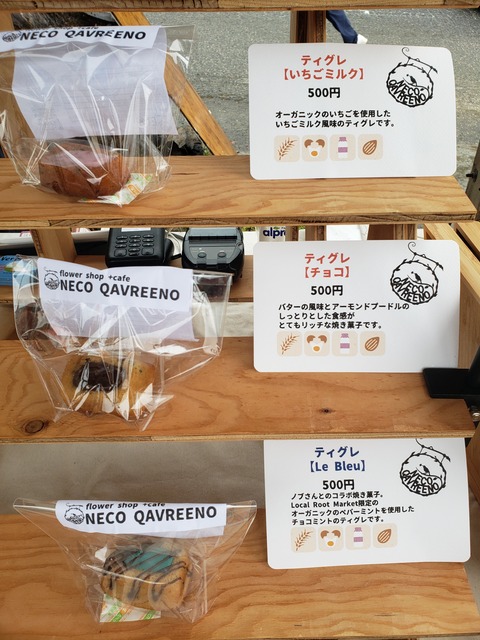 NECO QAVREENO
ティグレ
【いちごミルク】
500円
オーガニックのいちごを使用した
いちごミルク風味のティグレです。
NECO
QAVREENO
alpro
flower shop +cafe
NECO QAVREENO
ティグレ
【チョコ】
500円
バターの風味とアーモンドプードルの
しっとりとした食感が
とてもリッチな焼き菓子です。
NECO
QAVREENO
flower shop +cafe
NECO QAVREENO
ティグレ
【Le Bleu】
500円
ノブさんとのコラボ焼き菓子。
Local Root Market限定の
オーガニックのペパーミントを使用した
チョコミントのティグレです。
NECO
QAVREENO